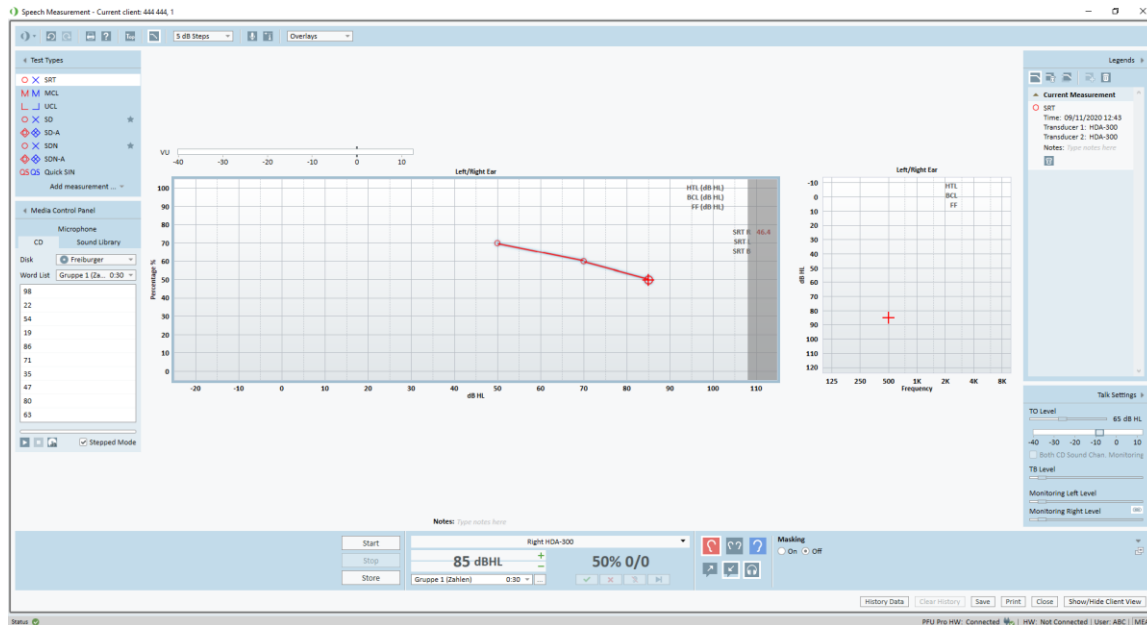 Speech Measurement - Current client: 444 444, 1
5 dB Steps
Overlays
Test Types
SRT
M M MCL
UCL
SD
SD-A
SDN
SDN-A
QS QS Quick SIN
Add measurement ...
Media Control Panel
Microphone
CD Sound Library
Disk Freiburger
Word List Gruppe 1 (Za... 0:30
98
22
54
19
86
71
35
47
80
63
Stepped Mode
VU
-40 -30 -20 -10 0 10
Left/Right Ear
HTL (dB HL)
BCL (dB HL)
FF (dB HL)
SRT R 46.4
SRT L
SRT B
Percentage %
100
90
80
70
60
50
40
30
20
10
0
-20 -10 0 10 20 30 40 50 60 70 80 90 100 110
dB HL
Left/Right Ear
HTL
BCL
FF
dB HL
-10
0
10
20
30
40
50
60
70
80
90
100
110
120
125 250 500 1K 2K 4K 8K
Frequency
Legends
Current Measurement
SRT
Time: 09/11/2020 12:43
Transducer 1: HDA-300
Transducer 2: HDA-300
Notes: Type notes here
Talk Settings
TO Level
65 dB HL
-40 -30 -20 -10 0 10
Both CD Sound Chan. Monitoring
TB Level
Monitoring Left Level
Monitoring Right Level
Notes: Type notes here
Start
Stop
Store
Right HDA-300
85 dBHL
+
−
50% 0/0
Gruppe 1 (Zahlen) 0:30
...
Masking
On Off
History Data
Clear History
Save
Print
Close
Show/Hide Client View
Status
PFU Pro HW: Connected
HW: Not Connected | User: ABC |